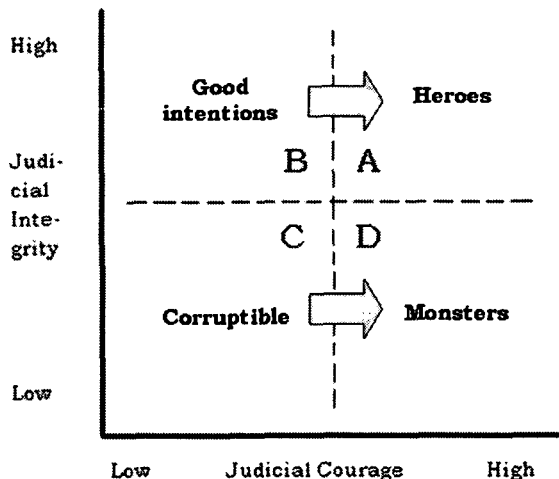 High
Good
intentions
Heroes
B A
Judi-
cial
Inte-
grity
C D
Corruptible
Monsters
Low
Low Judicial Courage High